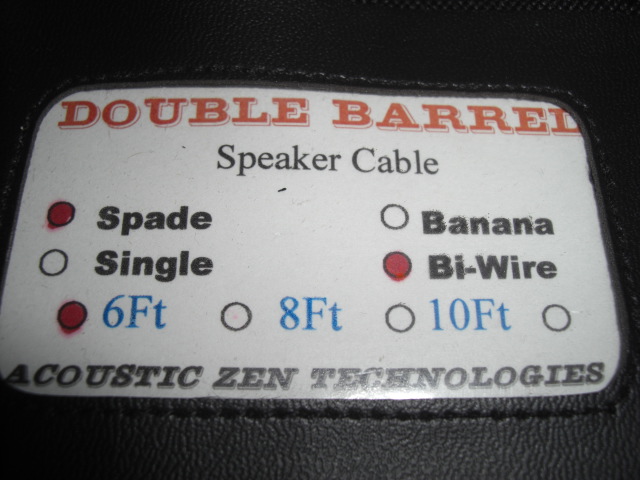 DOUBLE BARREL
Speaker Cable
Spade Banana
Single Bi-Wire
6Ft 8Ft 10Ft
ACOUSTIC ZEN TECHNOLOGIES